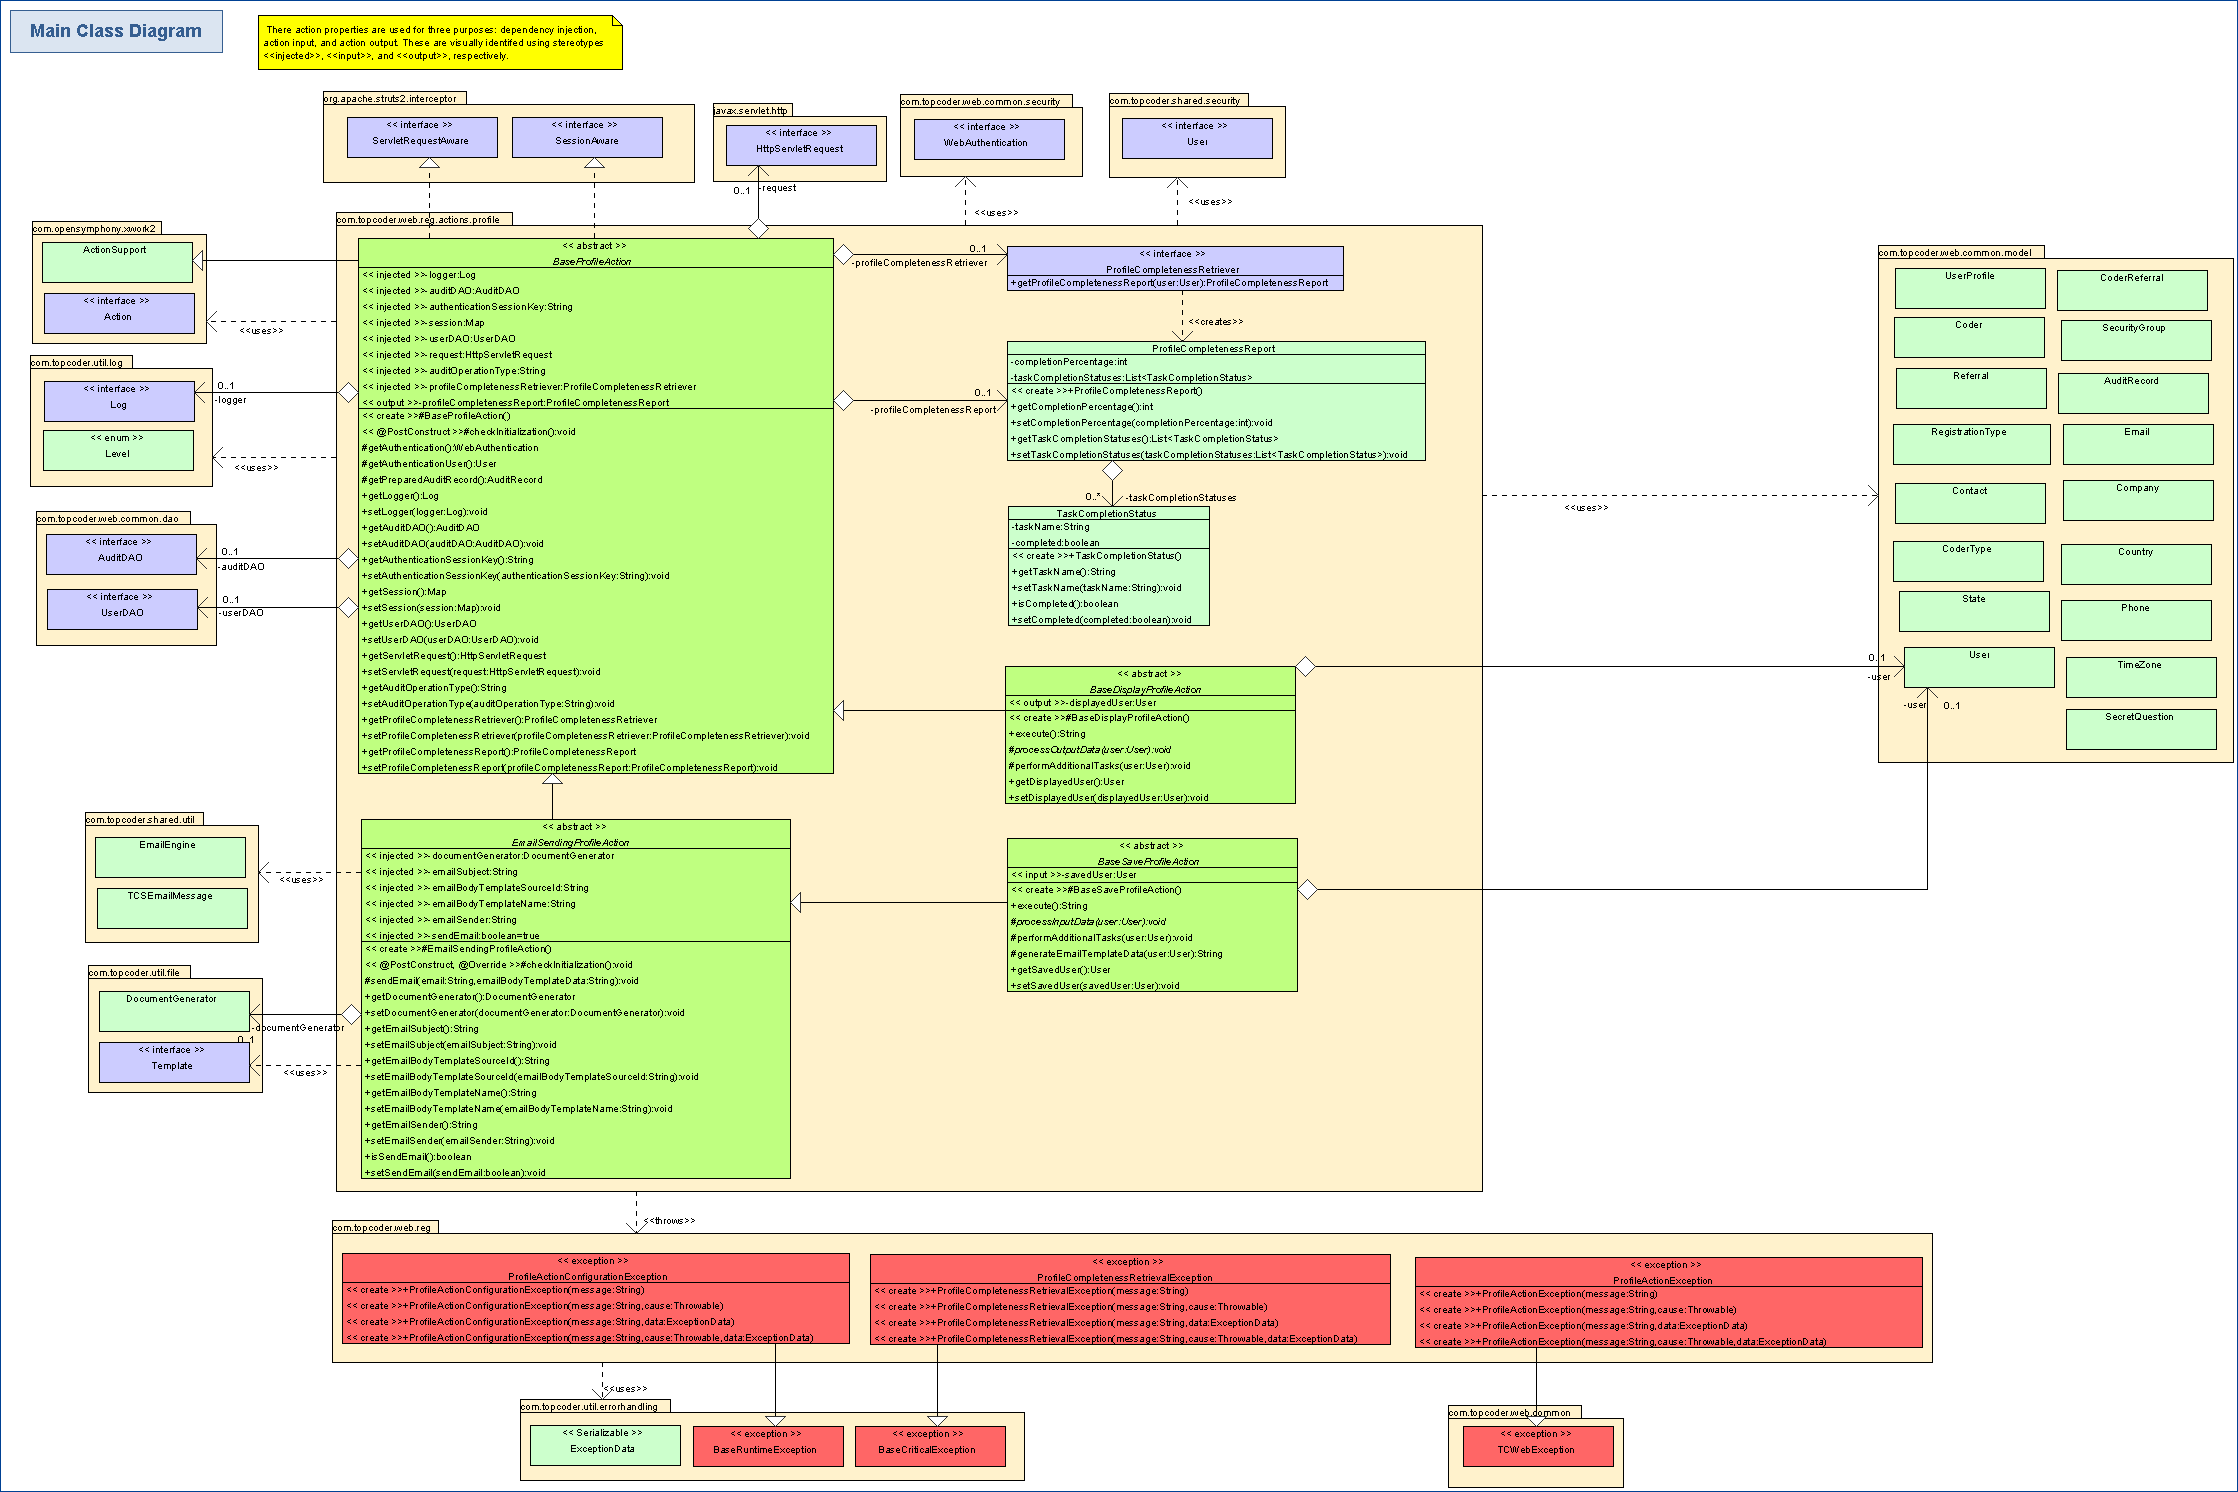 Main Class Diagram
There action properties are used for three purposes: dependency injection,
action input, and action output. These are visually identifed using stereotypes
<<injected>>, <<input>>, and <<output>>, respectively.
org.apache.struts2.interceptor
<< interface >>
ServletRequestAware
<< interface >>
SessionAware
javax.servlet.http
<< interface >>
HttpServletRequest
0..1
-request
com.topcoder.web.common.security
<< interface >>
WebAuthentication
<<uses>>
com.topcoder.shared.security
<< interface >>
User
<<uses>>
com.opensymphony.xwork2
ActionSupport
<< interface >>
Action
<<uses>>
com.topcoder.util.log
<< interface >>
Log
<< enum >>
Level
0..1
-logger
<<uses>>
com.topcoder.web.common.dao
<< interface >>
AuditDAO
<< interface >>
UserDAO
0..1
-auditDAO
0..1
-userDAO
com.topcoder.web.reg.actions.profile
<< abstract >>
BaseProfileAction
<< injected >>-logger:Log
<< injected >>-auditDAO:AuditDAO
<< injected >>-authenticationSessionKey:String
<< injected >>-session:Map
<< injected >>-userDAO:UserDAO
<< injected >>-request:HttpServletRequest
<< injected >>-auditOperationType:String
<< injected >>-profileCompletenessRetriever:ProfileCompletenessRetriever
<< output >>-profileCompletenessReport:ProfileCompletenessReport
<< create >>#BaseProfileAction()
<< @PostConstruct >>#checkInitialization():void
#getAuthentication():WebAuthentication
#getAuthenticationUser():User
#getPreparedAuditRecord():AuditRecord
+getLogger():Log
+setLogger(logger:Log):void
+getAuditDAO():AuditDAO
+setAuditDAO(auditDAO:AuditDAO):void
+getAuthenticationSessionKey():String
+setAuthenticationSessionKey(authenticationSessionKey:String):void
+getSession():Map
+setSession(session:Map):void
+getUserDAO():UserDAO
+setUserDAO(userDAO:UserDAO):void
+getServletRequest():HttpServletRequest
+setServletRequest(request:HttpServletRequest):void
+getAuditOperationType():String
+setAuditOperationType(auditOperationType:String):void
+getProfileCompletenessRetriever():ProfileCompletenessRetriever
+setProfileCompletenessRetriever(profileCompletenessRetriever:ProfileCompletenessRetriever):void
+getProfileCompletenessReport():ProfileCompletenessReport
+setProfileCompletenessReport(profileCompletenessReport:ProfileCompletenessReport):void
0..1
-profileCompletenessRetriever
<< interface >>
ProfileCompletenessRetriever
+getProfileCompletenessReport(user:User):ProfileCompletenessReport
<<creates>>
0..1
-profileCompletenessReport
ProfileCompletenessReport
-completionPercentage:int
-taskCompletionStatuses:List<TaskCompletionStatus>
<< create >>+ProfileCompletenessReport()
+getCompletionPercentage():int
+setCompletionPercentage(completionPercentage:int):void
+getTaskCompletionStatuses():List<TaskCompletionStatus>
+setTaskCompletionStatuses(taskCompletionStatuses:List<TaskCompletionStatus>):void
0..*
-taskCompletionStatuses
TaskCompletionStatus
-taskName:String
-completed:boolean
<< create >>+TaskCompletionStatus()
+getTaskName():String
+setTaskName(taskName:String):void
+isCompleted():boolean
+setCompleted(completed:boolean):void
<< abstract >>
BaseDisplayProfileAction
<< output >>-displayedUser:User
<< create >>#BaseDisplayProfileAction()
+execute():String
#processOutputData(user:User):void
#performAdditionalTasks(user:User):void
+getDisplayedUser():User
+setDisplayedUser(displayedUser:User):void
<< abstract >>
BaseSaveProfileAction
<< input >>-savedUser:User
<< create >>#BaseSaveProfileAction()
+execute():String
#processInputData(user:User):void
#performAdditionalTasks(user:User):void
#generateEmailTemplateData(user:User):String
+getSavedUser():User
+setSavedUser(savedUser:User):void
<<uses>>
com.topcoder.web.common.model
UserProfile
CoderReferral
Coder
SecurityGroup
Referral
AuditRecord
RegistrationType
Email
Contact
Company
CoderType
Country
State
Phone
User
TimeZone
SecretQuestion
0..1
-user
-user
0..1
com.topcoder.shared.util
EmailEngine
TCSEmailMessage
<<uses>>
com.topcoder.util.file
DocumentGenerator
<< interface >>
Template
-documentGenerator
0..1
<<uses>>
<< abstract >>
EmailSendingProfileAction
<< injected >>-documentGenerator:DocumentGenerator
<< injected >>-emailSubject:String
<< injected >>-emailBodyTemplateSourceId:String
<< injected >>-emailBodyTemplateName:String
<< injected >>-emailSender:String
<< injected >>-sendEmail:boolean=true
<< create >>#EmailSendingProfileAction()
<< @PostConstruct, @Override >>#checkInitialization():void
#sendEmail(email:String,emailBodyTemplateData:String):void
+getDocumentGenerator():DocumentGenerator
+setDocumentGenerator(documentGenerator:DocumentGenerator):void
+getEmailSubject():String
+setEmailSubject(emailSubject:String):void
+getEmailBodyTemplateSourceId():String
+setEmailBodyTemplateSourceId(emailBodyTemplateSourceId:String):void
+getEmailBodyTemplateName():String
+setEmailBodyTemplateName(emailBodyTemplateName:String):void
+getEmailSender():String
+setEmailSender(emailSender:String):void
+isSendEmail():boolean
+setSendEmail(sendEmail:boolean):void
<<throws>>
com.topcoder.web.reg
<< exception >>
ProfileActionConfigurationException
<< create >>+ProfileActionConfigurationException(message:String)
<< create >>+ProfileActionConfigurationException(message:String,cause:Throwable)
<< create >>+ProfileActionConfigurationException(message:String,data:ExceptionData)
<< create >>+ProfileActionConfigurationException(message:String,cause:Throwable,data:ExceptionData)
<< exception >>
ProfileCompletenessRetrievalException
<< create >>+ProfileCompletenessRetrievalException(message:String)
<< create >>+ProfileCompletenessRetrievalException(message:String,cause:Throwable)
<< create >>+ProfileCompletenessRetrievalException(message:String,data:ExceptionData)
<< create >>+ProfileCompletenessRetrievalException(message:String,cause:Throwable,data:ExceptionData)
<< exception >>
ProfileActionException
<< create >>+ProfileActionException(message:String)
<< create >>+ProfileActionException(message:String,cause:Throwable)
<< create >>+ProfileActionException(message:String,data:ExceptionData)
<< create >>+ProfileActionException(message:String,cause:Throwable,data:ExceptionData)
<<uses>>
com.topcoder.util.errorhandling
<< Serializable >>
ExceptionData
<< exception >>
BaseRuntimeException
<< exception >>
BaseCriticalException
com.topcoder.web.common
<< exception >>
TCWebException